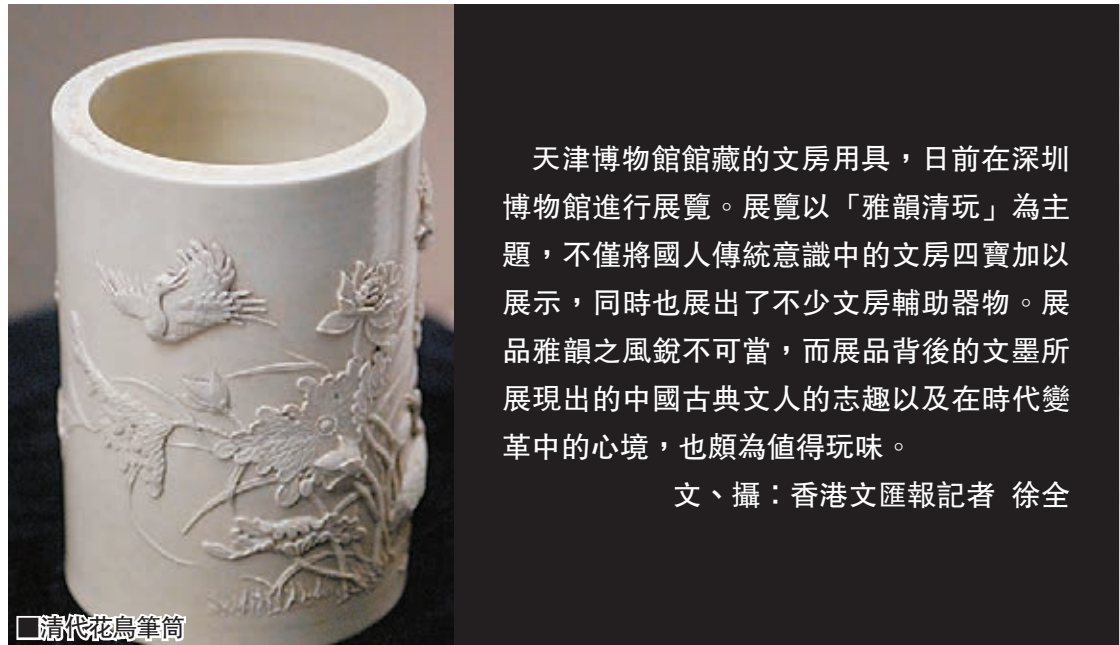 天津博物館館藏的文房用具，日前在深圳
博物館進行展覽。展覽以「雅韻清玩」為主
題，不僅將國人傳統意識中的文房四寶加以
展示，同時也展出了不少文房輔助器物。展
品雅韻之風銳不可當，而展品背後的文墨所
展現出的中國古典文人的志趣以及在時代變
革中的心境，也頗為値得玩味。
文、攝：香港文匯報記者 徐全
■清代花鳥筆筒